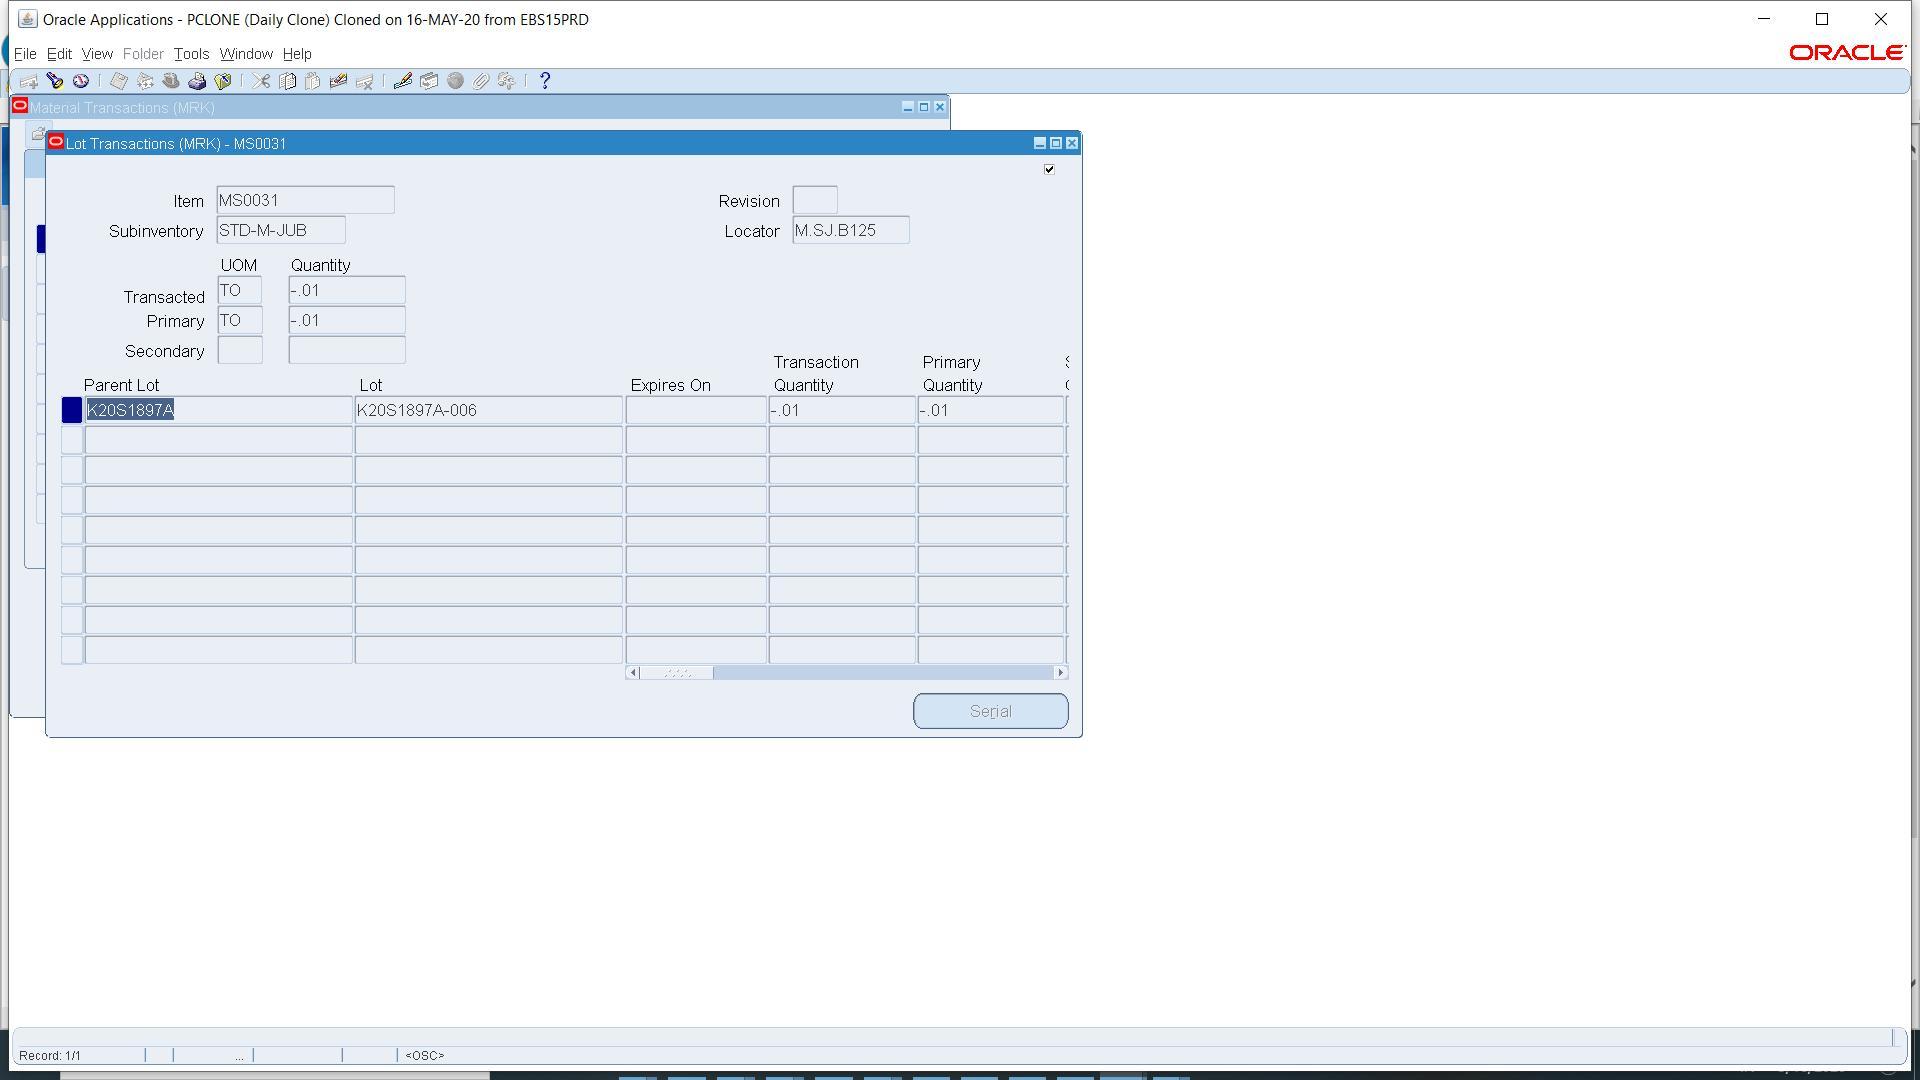 Oracle Applications - PCLONE (Daily Clone) Cloned on 16-MAY-20 from EBS15PRD
File Edit View Folder Tools Window Help
ORACLE
?
Material Transactions (MRK)
Lot Transactions (MRK) - MS0031
Item MS0031 Revision
Subinventory STD-M-JUB Locator M.SJ.B125
UOM Quantity
Transacted TO -.01
Primary TO -.01
Secondary
Transaction Primary
Parent Lot Lot Expires On Quantity Quantity
K20S1897A K20S1897A-006 -.01 -.01
Serial
Record: 1/1 ... <OSC>